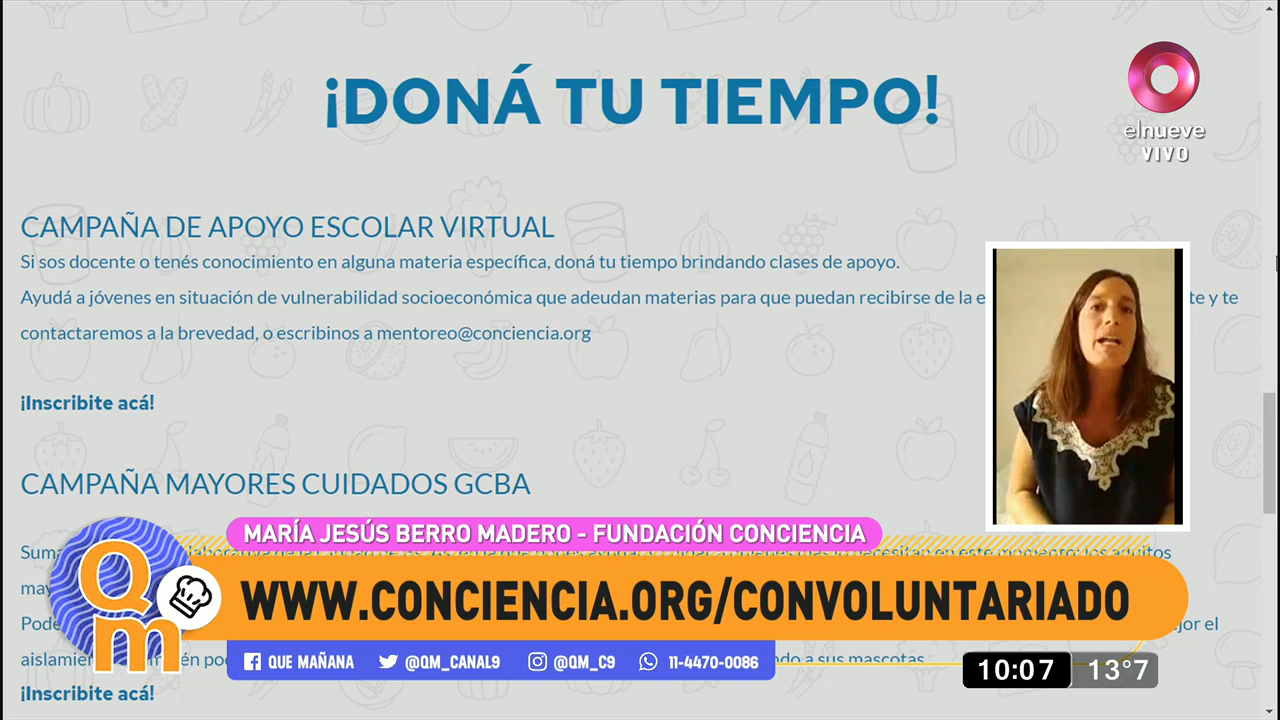 ¡DONÁ TU TIEMPO!
elnueve
VIVO
CAMPAÑA DE APOYO ESCOLAR VIRTUAL
Si sos docente o tenés conocimiento en alguna materia específica, doná tu tiempo brindando clases de apoyo.
Ayudá a jóvenes en situación de vulnerabilidad socioeconómica que adeudan materias para que puedan recibirse de la te y te
contactaremos a la brevedad, o escribinos a mentoreo@conciencia.org
¡Inscribite acá!
CAMPAÑA MAYORES CUIDADOS GCBA
MARÍA JESÚS BERRO MADERO - FUNDACIÓN CONCIENCIA
Qm
WWW.CONCIENCIA.ORG/CONVOLUNTARIADO
el
a sus mascotas
QUE MAÑANA @QM_CANAL9 @QM_C9 11-4470-0086
10:07 13°7
¡Inscribite acá!